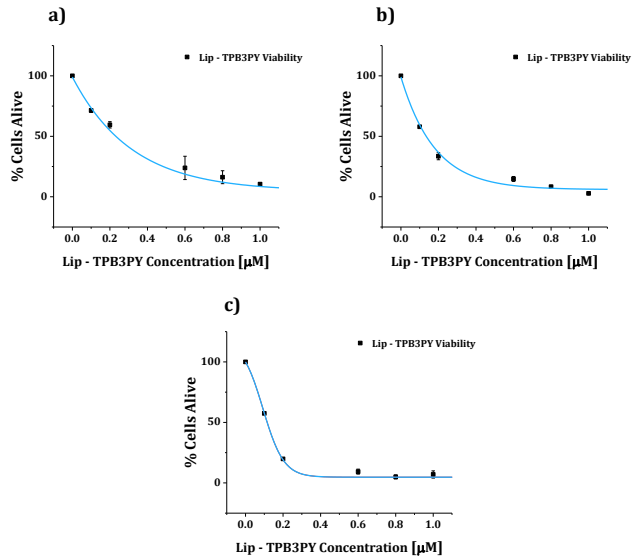 a)
Lip - TPB3PY Viability
100
50
0
% Cells Alive
0.0 0.2 0.4 0.6 0.8 1.0
Lip - TPB3PY Concentration [μM]
b)
Lip - TPB3PY Viability
100
50
0
% Cells Alive
0.0 0.2 0.4 0.6 0.8 1.0
Lip - TPB3PY Concentration [μM]
c)
Lip - TPB3PY Viability
100
50
0
% Cells Alive
0.0 0.2 0.4 0.6 0.8 1.0
Lip - TPB3PY Concentration [μM]